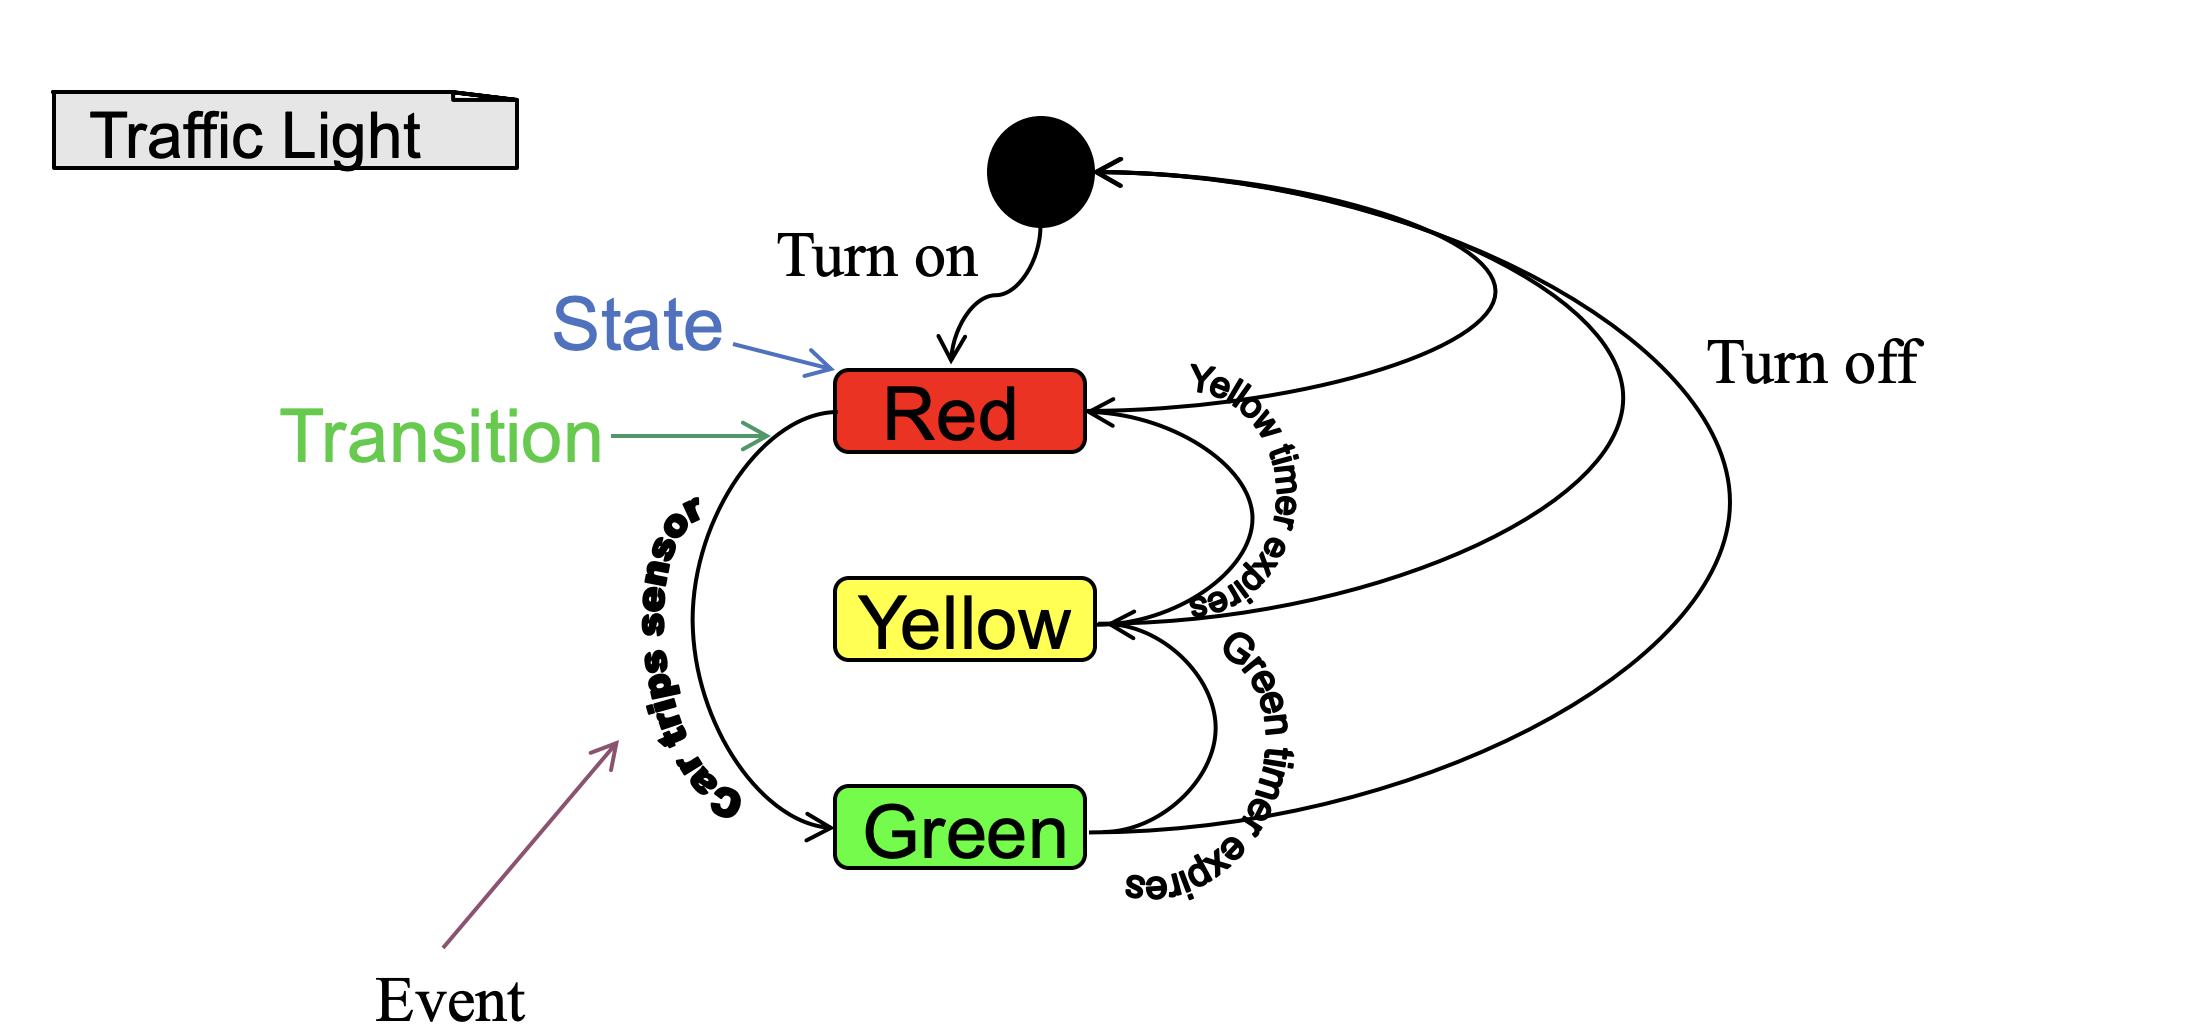 Traffic Light
Turn on
State
Turn off
Red
Transition
Yellow timer expires
Car trips sensor
Yellow
Green timer expires
Green
Event